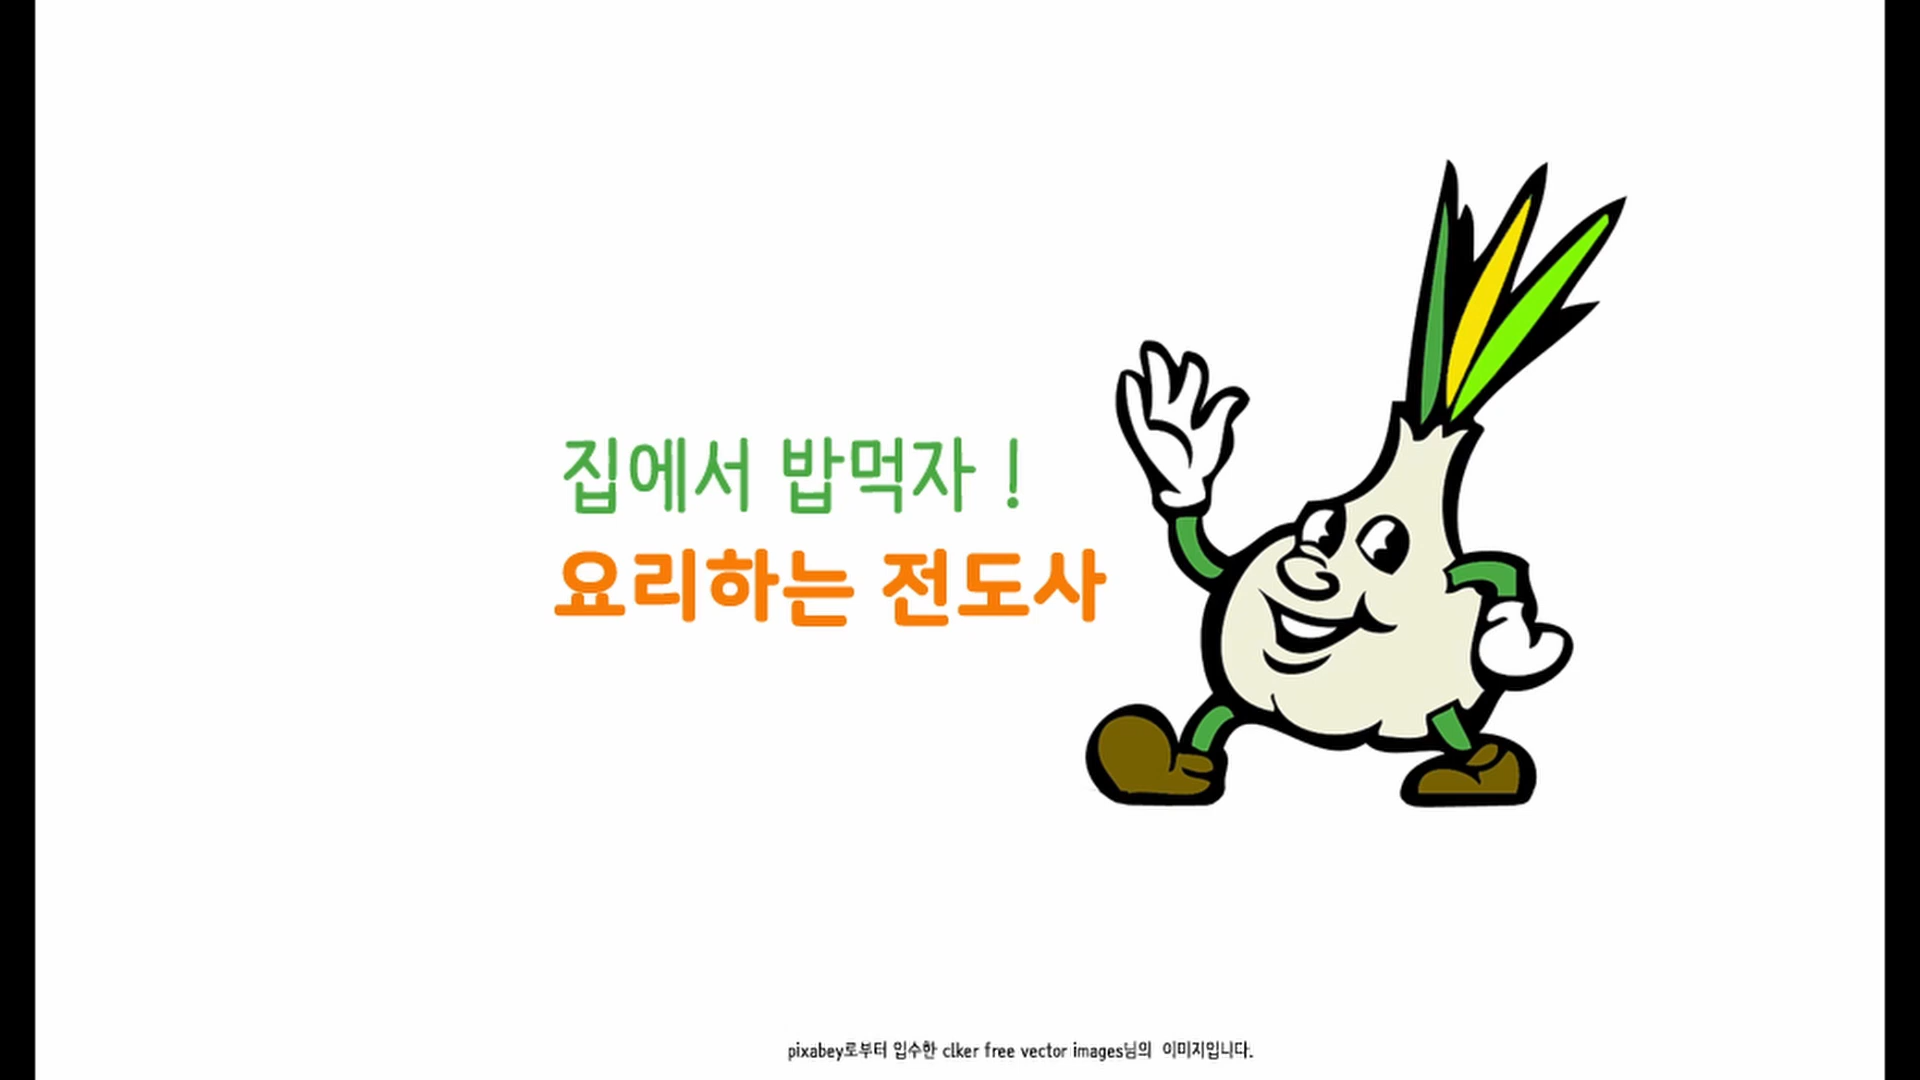 집에서 밥먹자 !
요리하는 전도사
pixabey로부터 입수한 clker free vector images님의 이미지입니다.